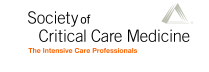 Society of
Critical Care Medicine
The Intensive Care Professionals